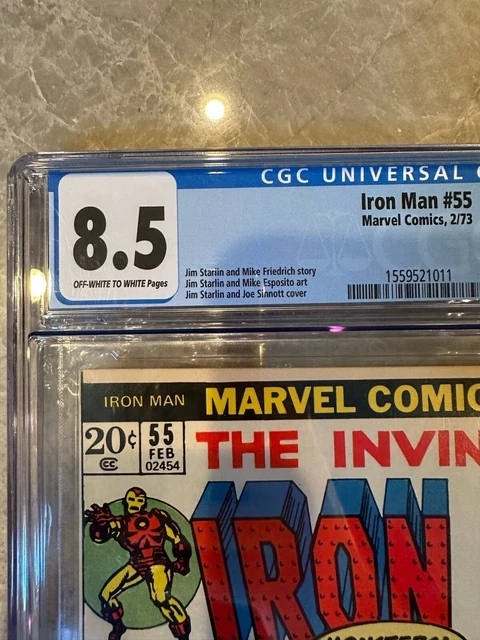 CGC UNIVERSAL
8.5
OFF-WHITE TO WHITE Pages
Iron Man #55
Marvel Comics, 2/73
Jim Starlin and Mike Friedrich story
Jim Starlin and Mike Esposito art
Jim Starlin and Joe Sinnott cover
1559521011
IRON MAN
MARVEL COMIC
20¢
CC
55
FEB
02454
THE INVIN
IRON